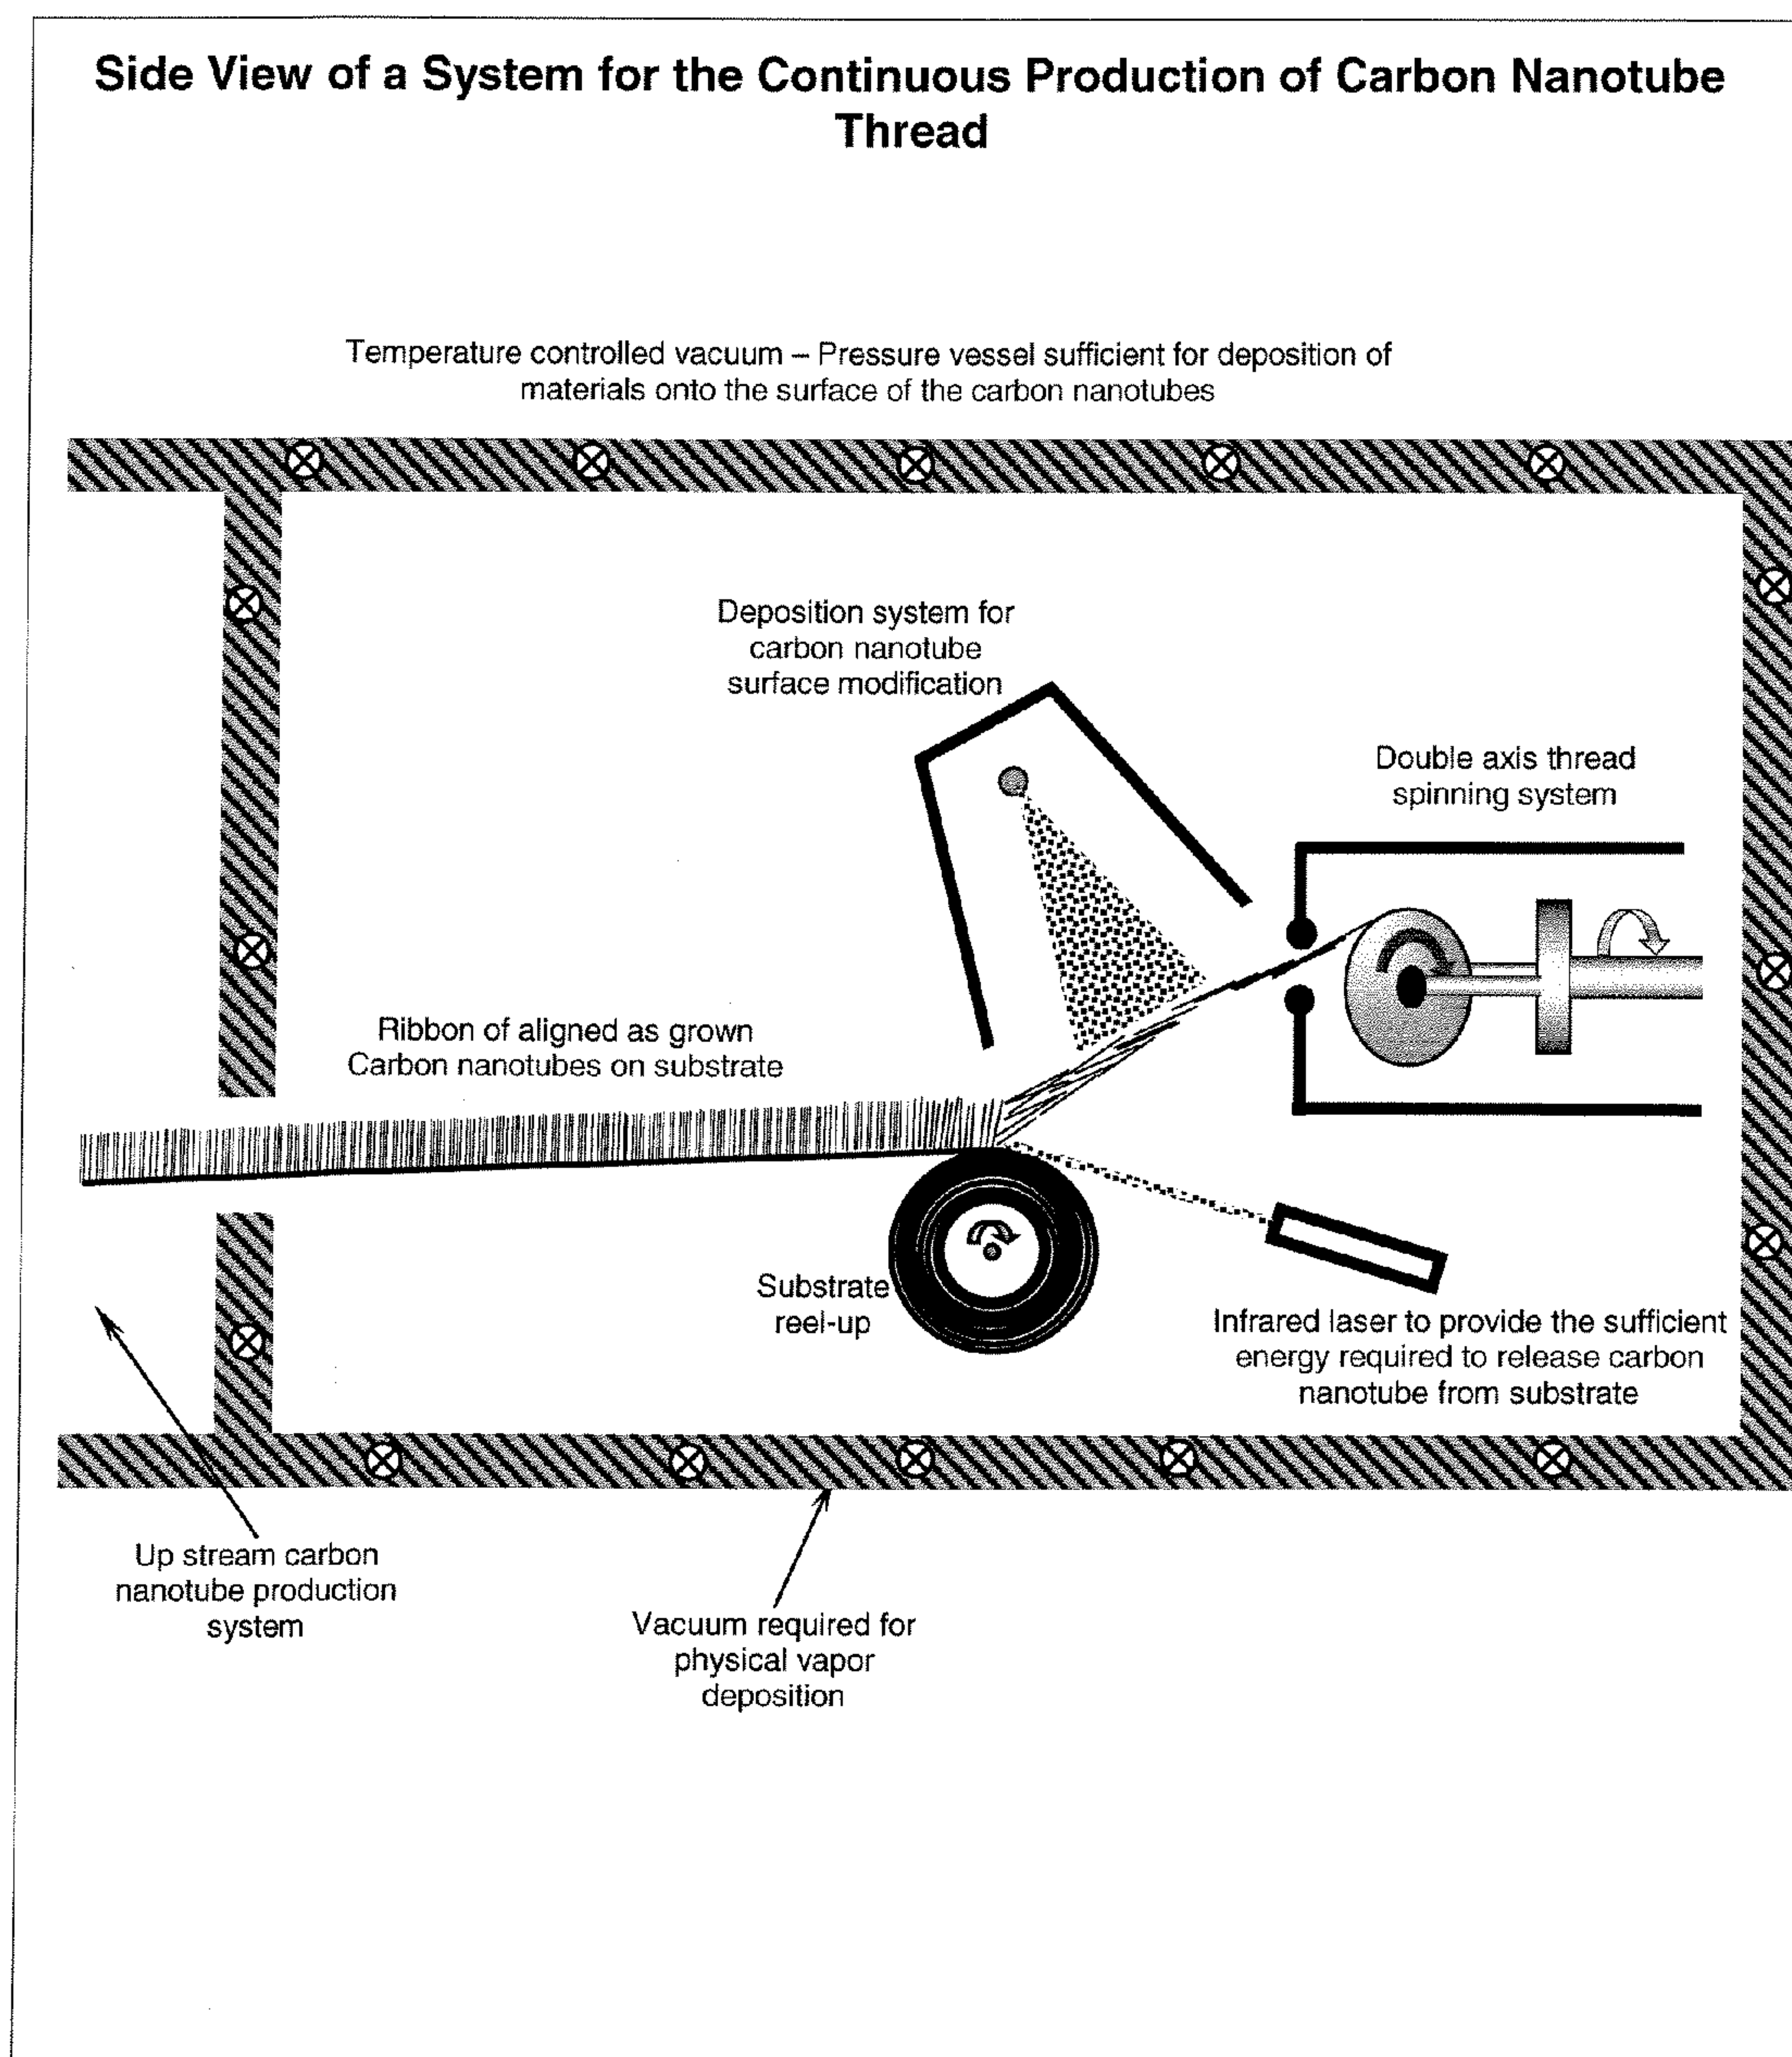 Side View of a System for the Continuous Production of Carbon Nanotube
Thread
Temperature controlled vacuum – Pressure vessel sufficient for deposition of
materials onto the surface of the carbon nanotubes
Deposition system for
carbon nanotube
surface modification
Double axis thread
spinning system
Ribbon of aligned as grown
Carbon nanotubes on substrate
Substrate
reel-up
Infrared laser to provide the sufficient
energy required to release carbon
nanotube from substrate
Up stream carbon
nanotube production
system
Vacuum required for
physical vapor
deposition